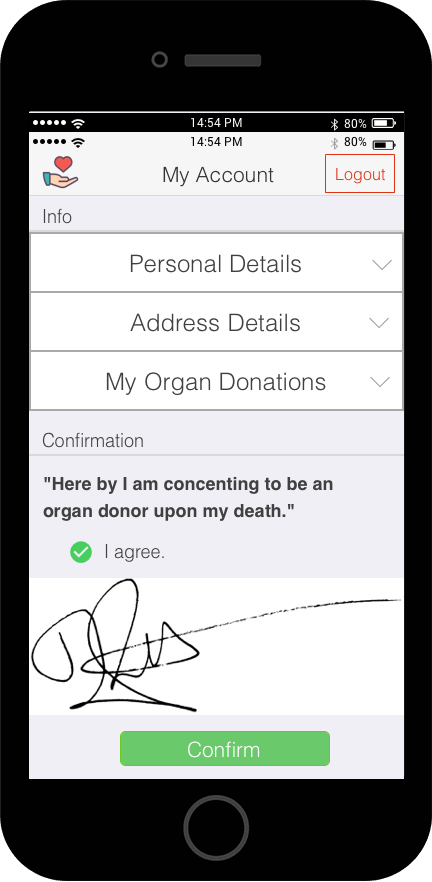 14:54 PM 80%
14:54 PM 80%
My Account Logout
Info
Personal Details
Address Details
My Organ Donations
Confirmation
"Here by I am concenting to be an
organ donor upon my death."
I agree.
Confirm